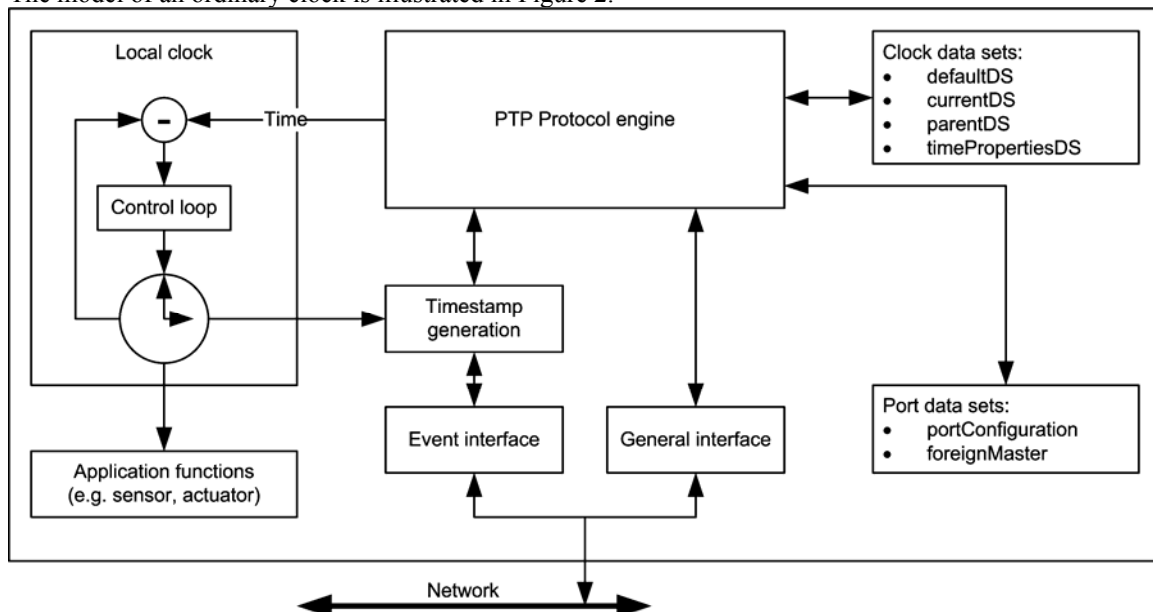 The model of an ordinary clock is illustrated in Figure 2.
Local clock
-
Time
PTP Protocol engine
Clock data sets:
• defaultDS
• currentDS
• parentDS
• timePropertiesDS
Control loop
Timestamp
generation
Event interface
General interface
Port data sets:
• portConfiguration
• foreignMaster
Application functions
(e.g. sensor, actuator)
Network